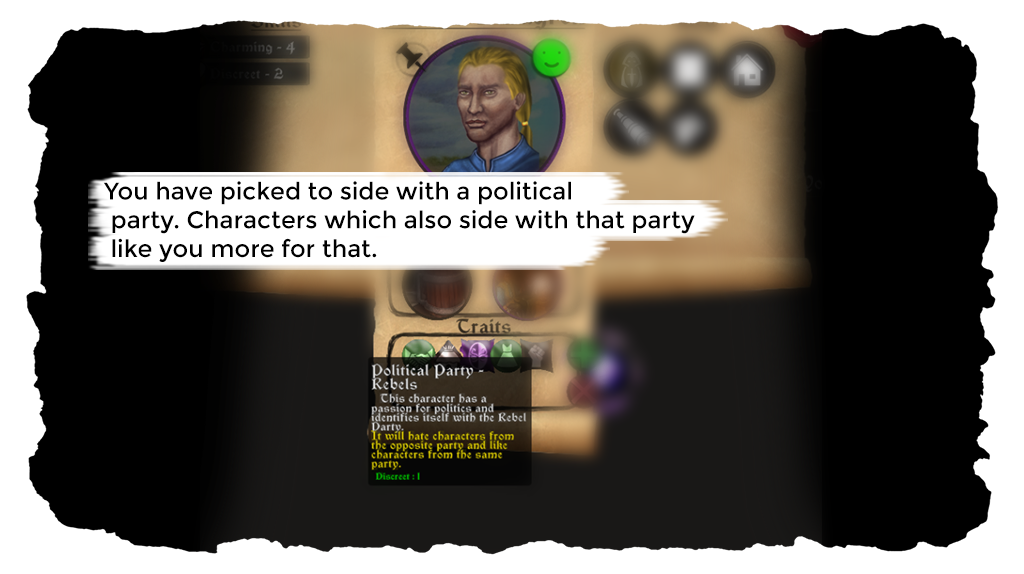 rming - 4
Discreet - 2
You have picked to side with a political
party. Characters which also side with that party
like you more for that.
Traits
Political Party -
Rebels
This character has a
passion for politics and
identifies itself with the Rebel
Party.
It will hate characters from
the opposite party and like
characters from the same
party.
Discreet : 1